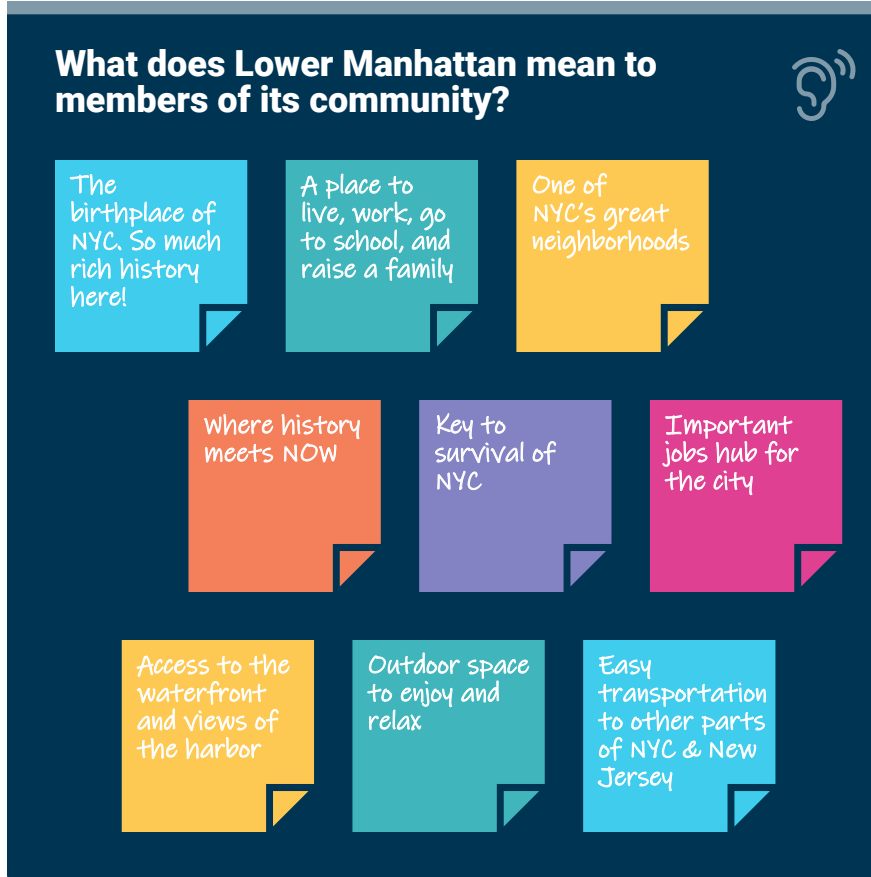 What does Lower Manhattan mean to
members of its community?
The
birthplace of
NYC. So much
rich history
here!
A place to
live, work, go
to school, and
raise a family
One of
NYC's great
neighborhoods
Where history
meets NOW
Key to
survival of
NYC
Important
jobs hub for
the city
Access to the
waterfront
and views of
the harbor
Outdoor space
to enjoy and
relax
Easy
transportation
to other parts
of NYC & New
Jersey